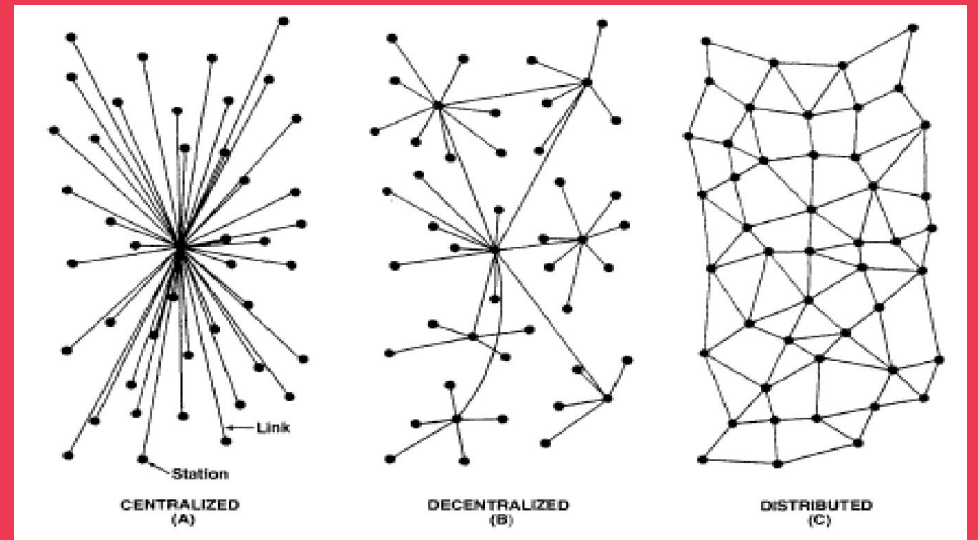 Link
Station
CENTRALIZED
(A)
DECENTRALIZED
(B)
DISTRIBUTED
(C)